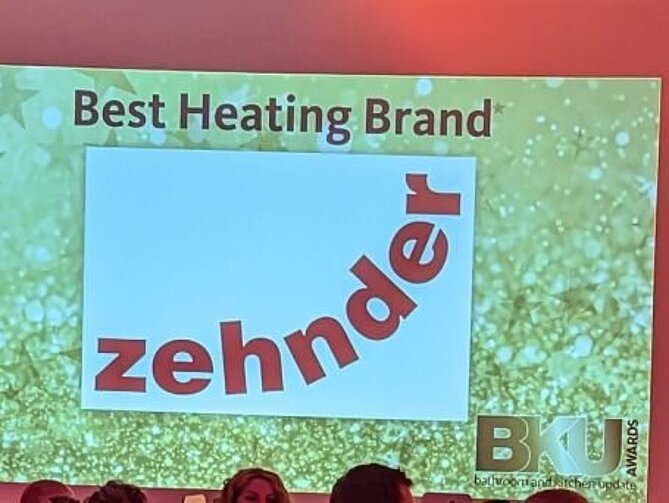 Best Heating Brand
zehnder
BKU
AWARDS
bathroom and kitchen update